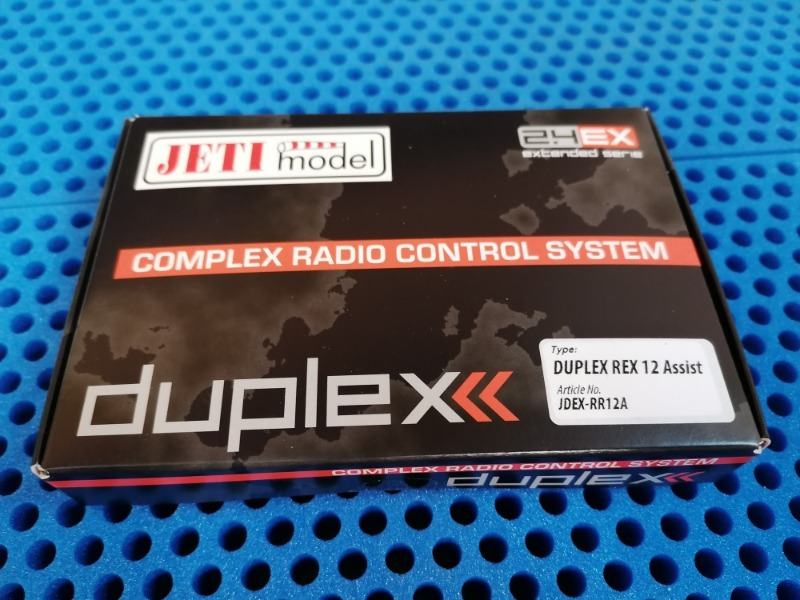 JETI model
2.4EX
extended serie
COMPLEX RADIO CONTROL SYSTEM
duplex
Type:
DUPLEX REX 12 Assist
Article No.
JDEX-RR12A
COMPLEX RADIO CONTROL SYSTEM
duplex